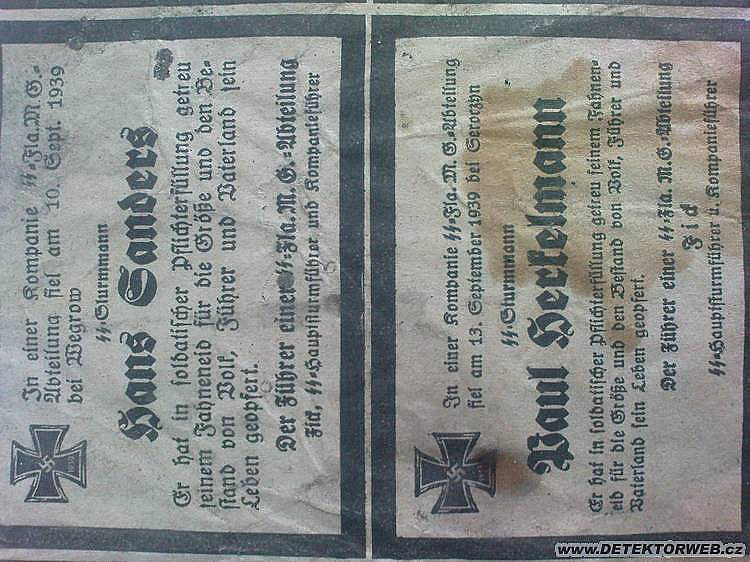 In einer Kompanie ᛋᛋ-Fla.M.G.-
Abteilung fiel am 10. Sept. 1939
bei Wegrow
ᛋᛋ-Sturmmann
Hans Sanders
Er hat in soldatischer Pflichterfüllung getreu
seinem Fahneneid für die Größe und den Be-
stand von Volk, Führer und Vaterland sein
Leben geopfert.
Der Führer einer ᛋᛋ-Fla.M.G.-Abteilung
Fick, ᛋᛋ-Hauptsturmführer und Kompanieführer
In einer Kompanie ᛋᛋ-Fla.M.G.-Abteilung
fiel am 13. September 1939 bei Seroczyn
ᛋᛋ-Sturmmann
Paul Herkelmann
Er hat in soldatischer Pflichterfüllung getreu seinem Fahnen-
eid für die Größe und den Bestand von Volk, Führer und
Vaterland sein Leben geopfert.
Der Führer einer ᛋᛋ-Fla.M.G.-Abteilung
Fick
ᛋᛋ-Hauptsturmführer u. Kompanieführer
www.DETEKTORWEB.cz